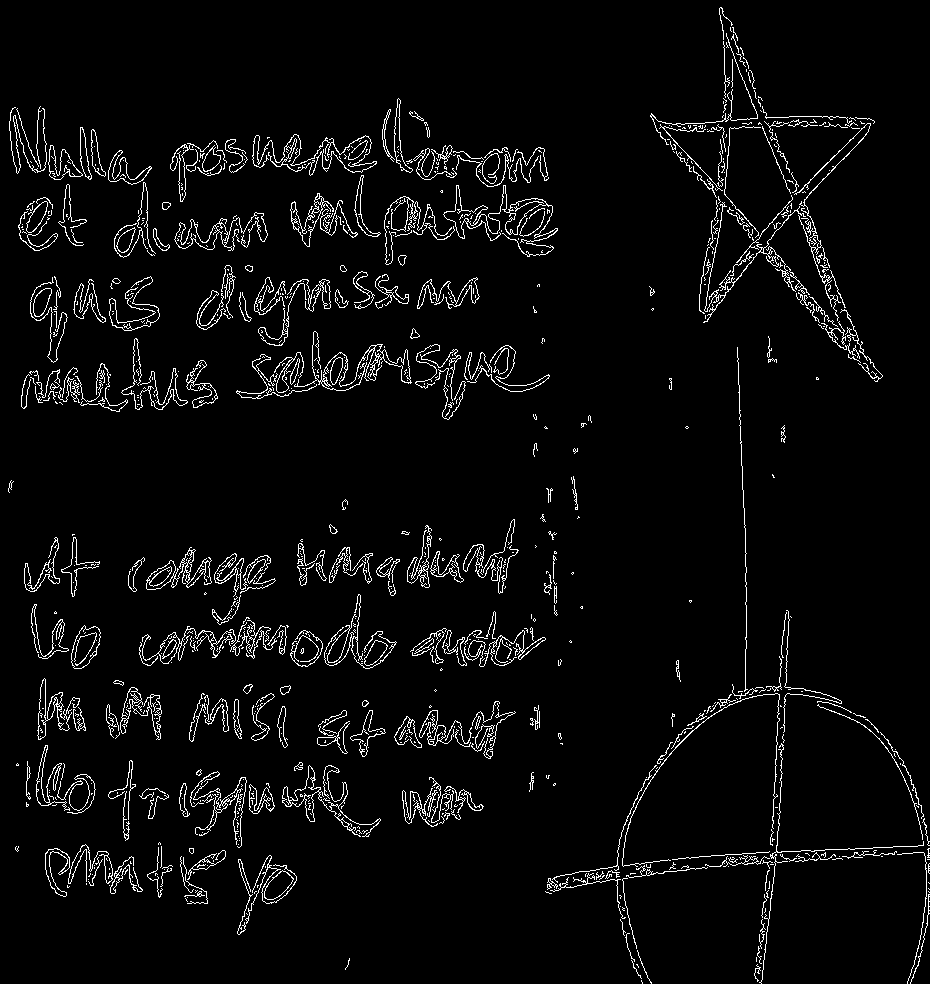 Nulla posuere lorem
et diam vulputate
quis dignissim
metus scelerisque
ut congue tincidunt
leo commodo auctor
in in nisi sit amet
leo tristique non
yo